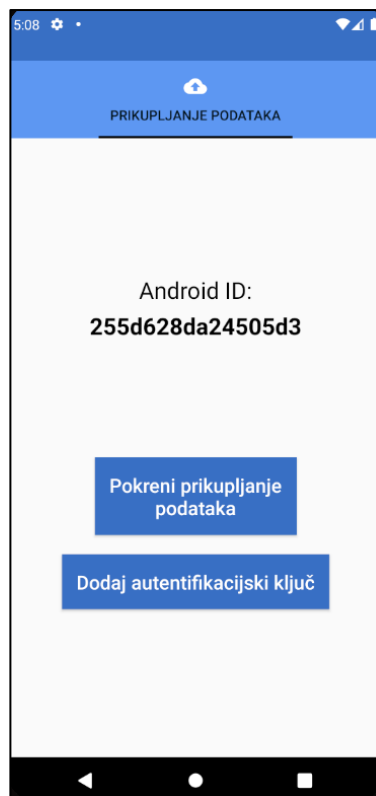 5:08
PRIKUPLJANJE PODATAKA
Android ID:
255d628da24505d3
Pokreni prikupljanje
podataka
Dodaj autentifikacijski ključ